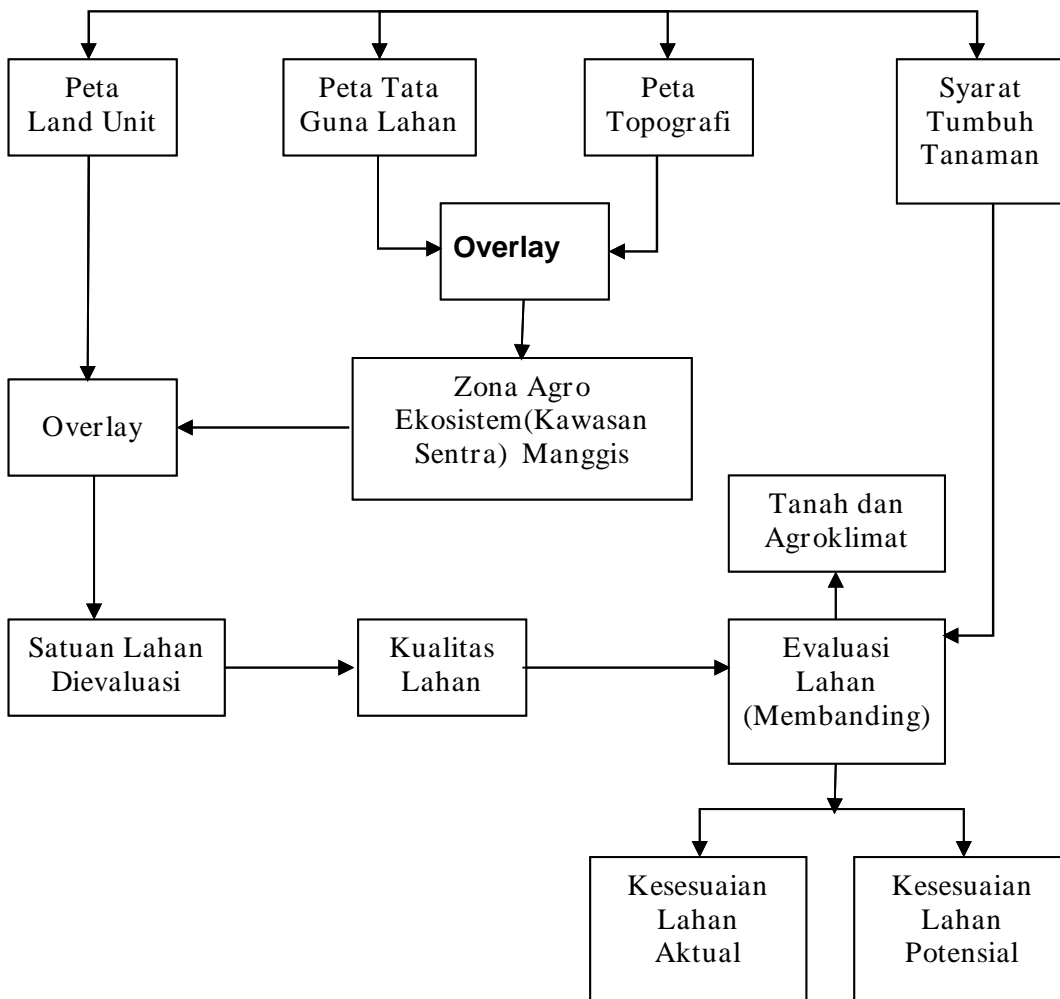 Peta
Land Unit
Peta Tata
Guna Lahan
Peta
Topografi
Syarat
Tumbuh
Tanaman
Overlay
Zona Agro
Ekosistem(Kawasan
Sentra) Manggis
Overlay
Tanah dan
Agroklimat
Satuan Lahan
Dievaluasi
Kualitas
Lahan
Evaluasi
Lahan
(Membanding)
Kesesuaian
Lahan
Aktual
Kesesuaian
Lahan
Potensial